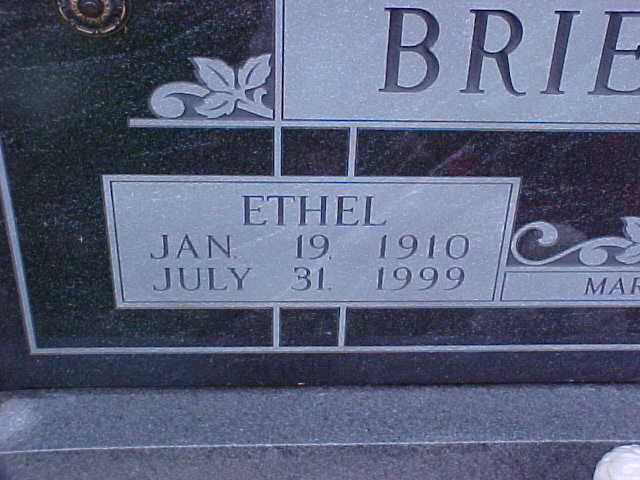 BRIE
ETHEL
JAN. 19, 1910
JULY 31, 1999
MAR